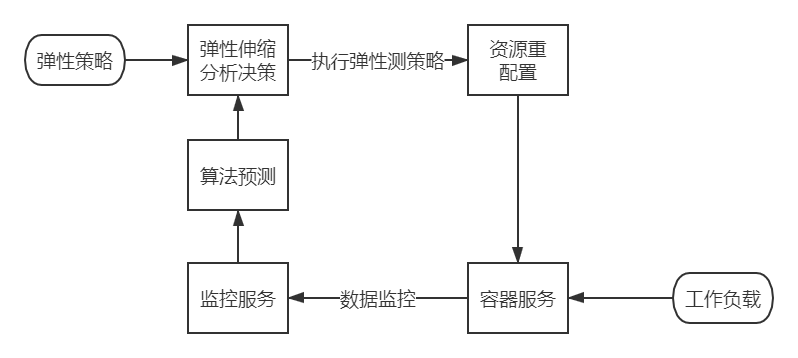 弹性策略
弹性伸缩
分析决策
执行弹性测策略
资源重
配置
算法预测
监控服务
数据监控
容器服务
工作负载